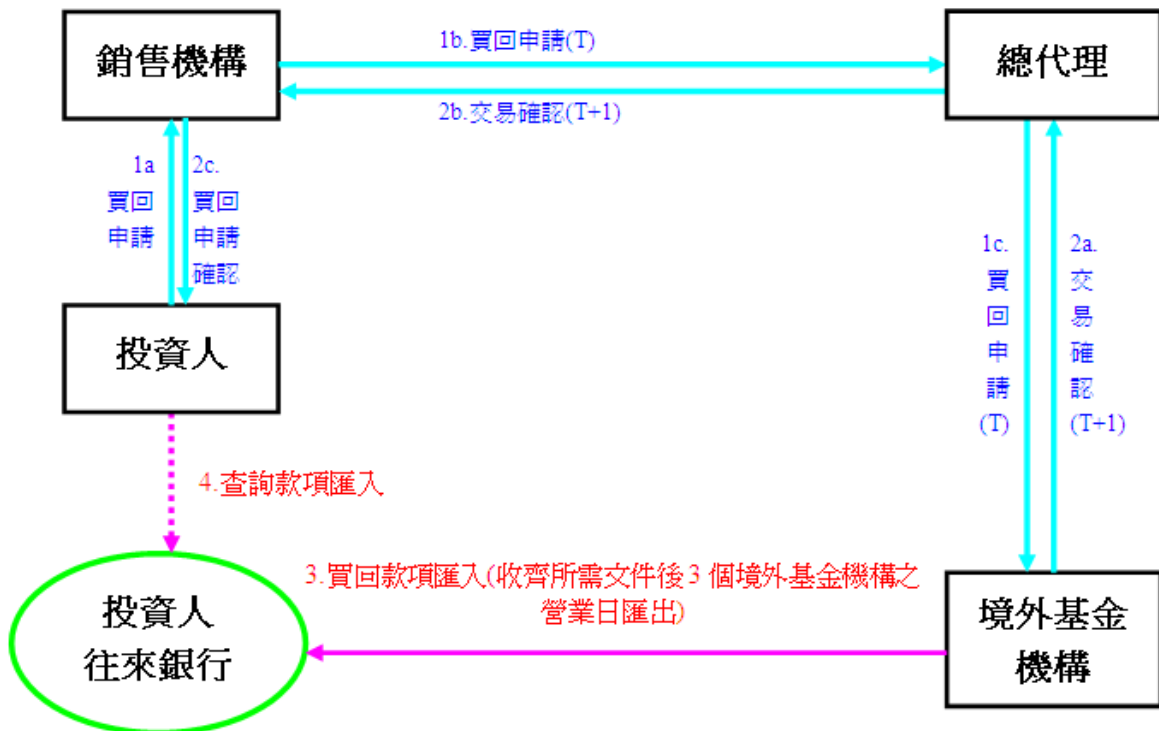 銷售機構
1b.買回申請(T)
2b.交易確認(T+1)
總代理
1a
買回
申請
2c.
買回
申請
確認
1c.
買
回
申
請
(T)
2a.
交
易
確
認
(T+1)
投資人
4.查詢款項匯入
3.買回款項匯入(收齊所需文件後3個境外基金機構之
營業日匯出)
投資人
往來銀行
境外基金
機構